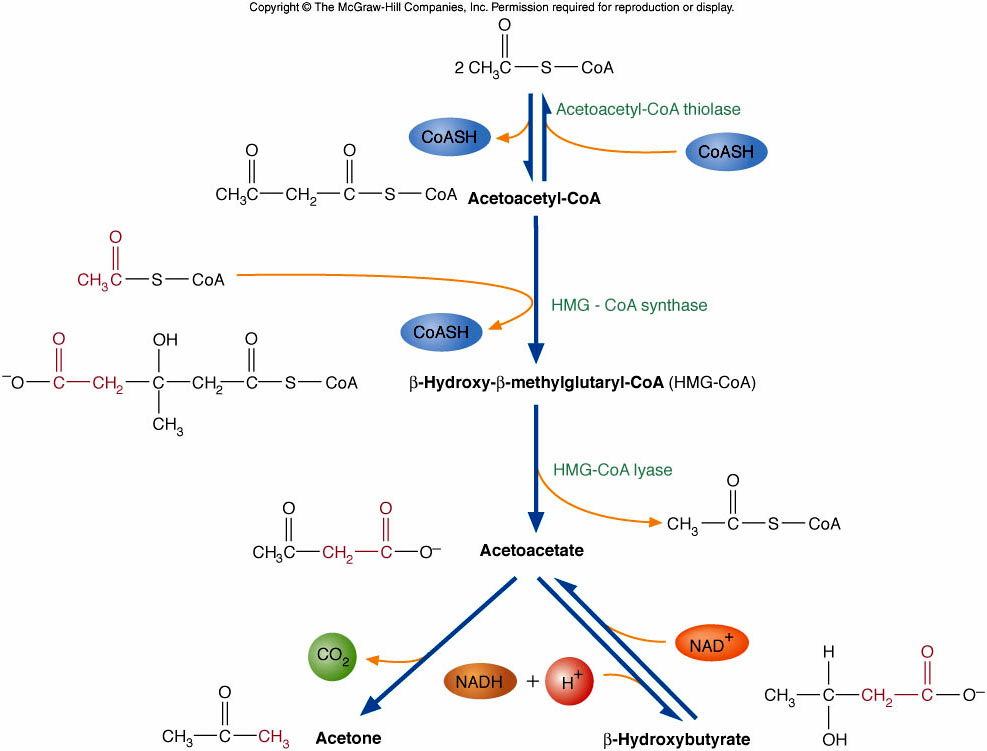 Copyright © The McGraw-Hill Companies, Inc. Permission required for reproduction or display.
O
2 CH₃C—S—CoA
Acetoacetyl-CoA thiolase
CoASH
CoASH
O O
CH₃C—CH₂—C—S—CoA
Acetoacetyl-CoA
O
CH₃C—S—CoA
HMG - CoA synthase
CoASH
O OH O
⁻O—C—CH₂—C—CH₂—C—S—CoA
CH₃
β-Hydroxy-β-methylglutaryl-CoA (HMG-CoA)
HMG-CoA lyase
O
CH₃—C—S—CoA
O O
CH₃C—CH₂—C—O⁻
Acetoacetate
CO₂
NADH + H⁺
NAD⁺
O
CH₃—C—CH₃
Acetone
β-Hydroxybutyrate
H O
CH₃—C—CH₂—C—O⁻
OH